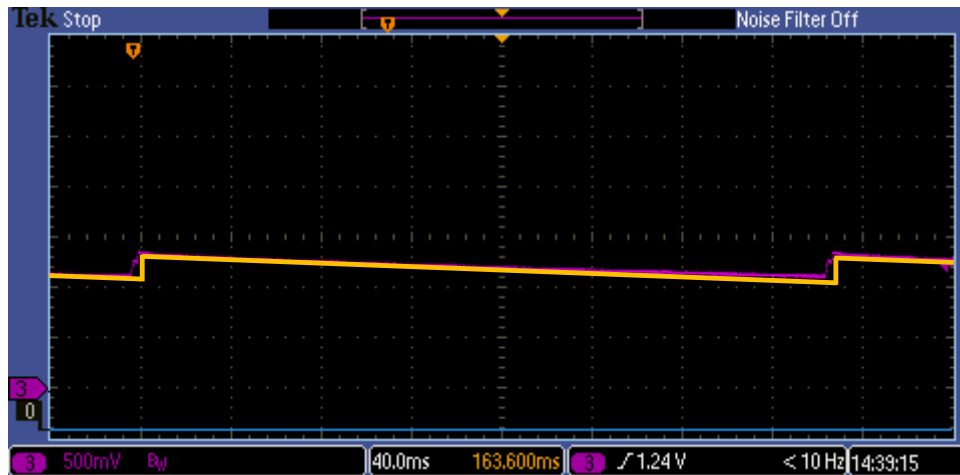 Tek Stop
Noise Filter Off
T
T
3
0
3 500mV BW
40.0ms 163.600ms
3 1.24 V
< 10 Hz 14:39:15